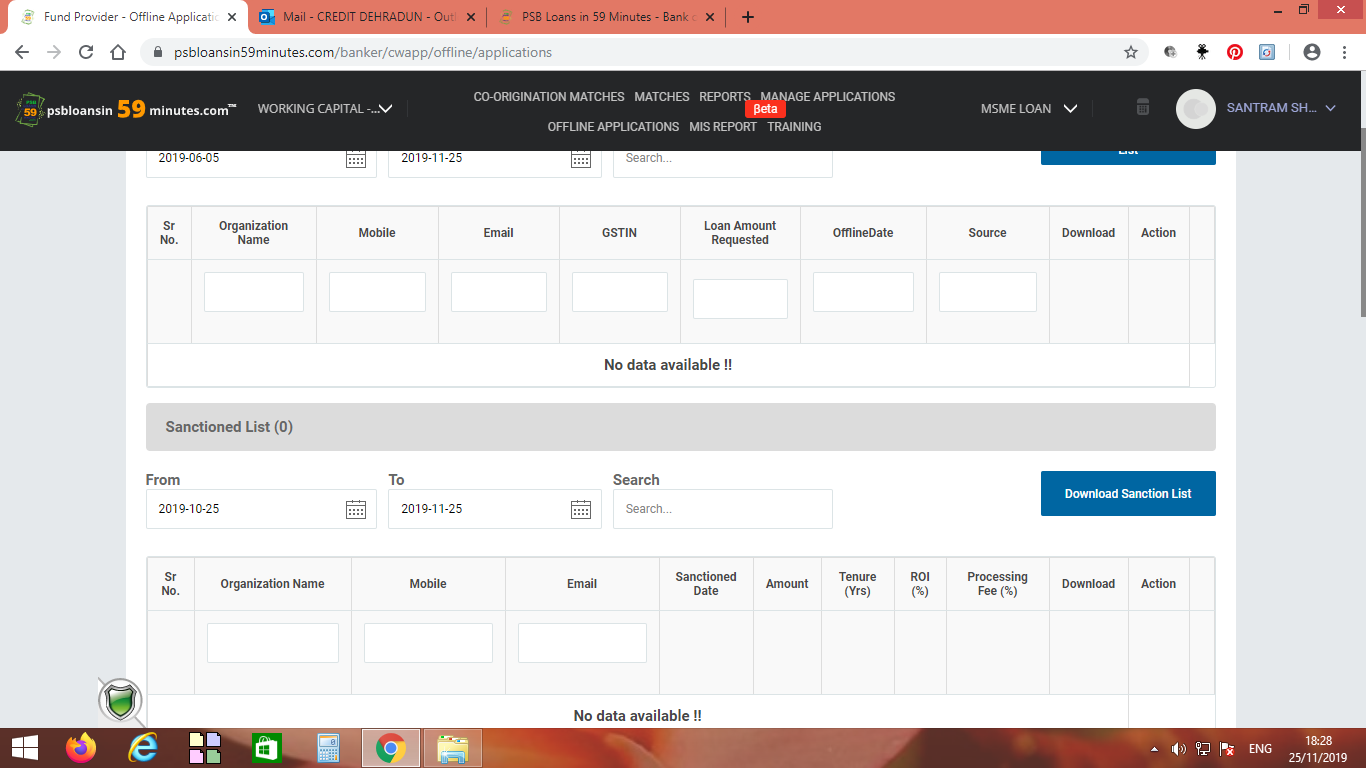 Fund Provider - Offline Applicatio
Mail - CREDIT DEHRADUN - Outl
PSB Loans in 59 Minutes - Bank o
psbloansin59minutes.com/banker/cwapp/offline/applications
PSB
59
psbloansin 59 minutes.com™
WORKING CAPITAL -...
CO-ORIGINATION MATCHES MATCHES REPORTS MANAGE APPLICATIONS
Beta
OFFLINE APPLICATIONS MIS REPORT TRAINING
MSME LOAN
SANTRAM SH...
2019-06-05
2019-11-25
Search...
List
Sr No.
Organization Name
Mobile
Email
GSTIN
Loan Amount Requested
OfflineDate
Source
Download
Action
No data available !!
Sanctioned List (0)
From
To
Search
2019-10-25
2019-11-25
Search...
Download Sanction List
Sr No.
Organization Name
Mobile
Email
Sanctioned Date
Amount
Tenure (Yrs)
ROI (%)
Processing Fee (%)
Download
Action
No data available !!
ENG
18:28
25/11/2019